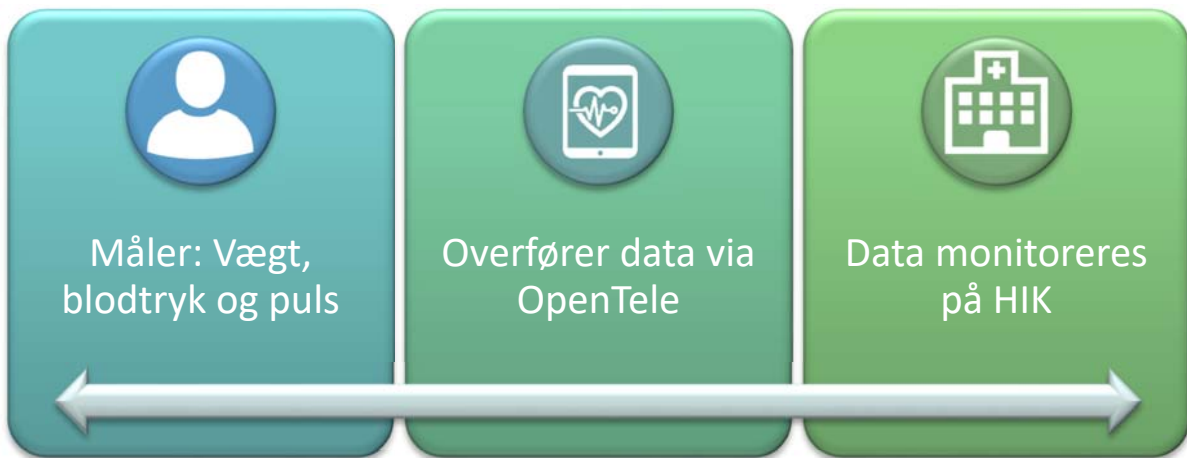 Måler: Vægt,
blodtryk og puls
Overfører data via
OpenTele
Data monitoreres
på HIK